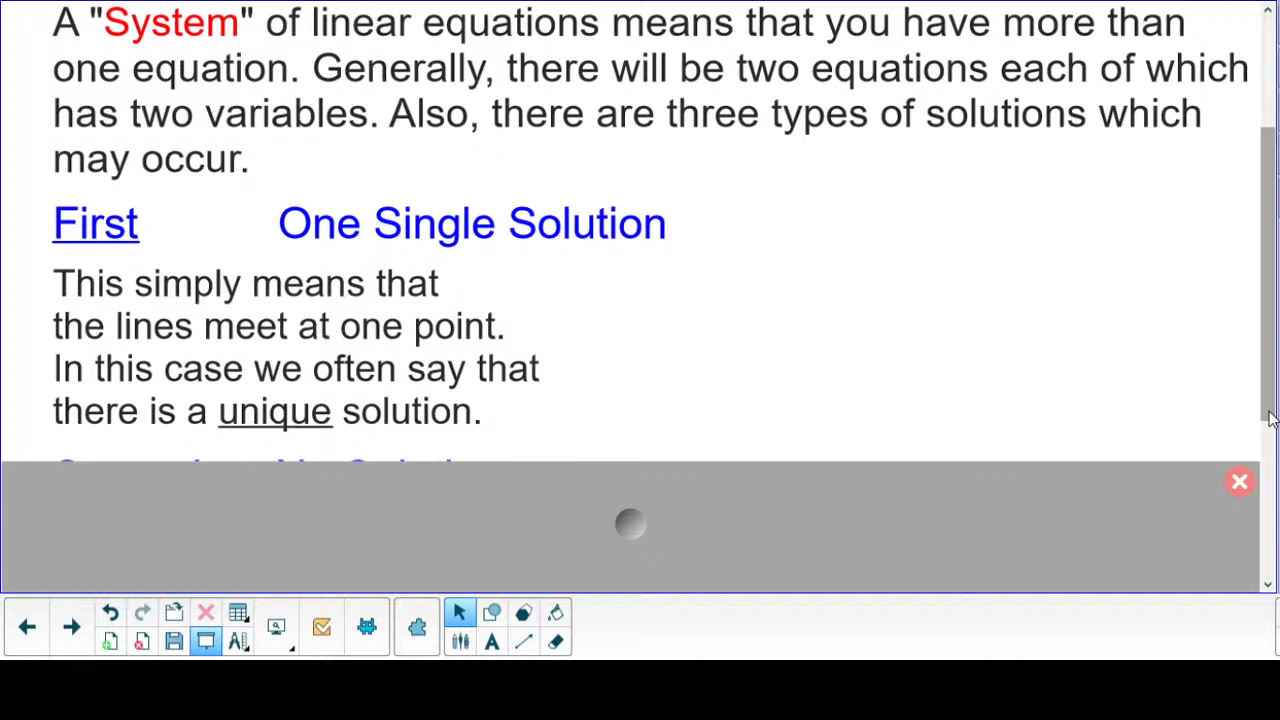 A "System" of linear equations means that you have more than
one equation. Generally, there will be two equations each of which
has two variables. Also, there are three types of solutions which
may occur.
First One Single Solution
This simply means that
the lines meet at one point.
In this case we often say that
there is a unique solution.
A